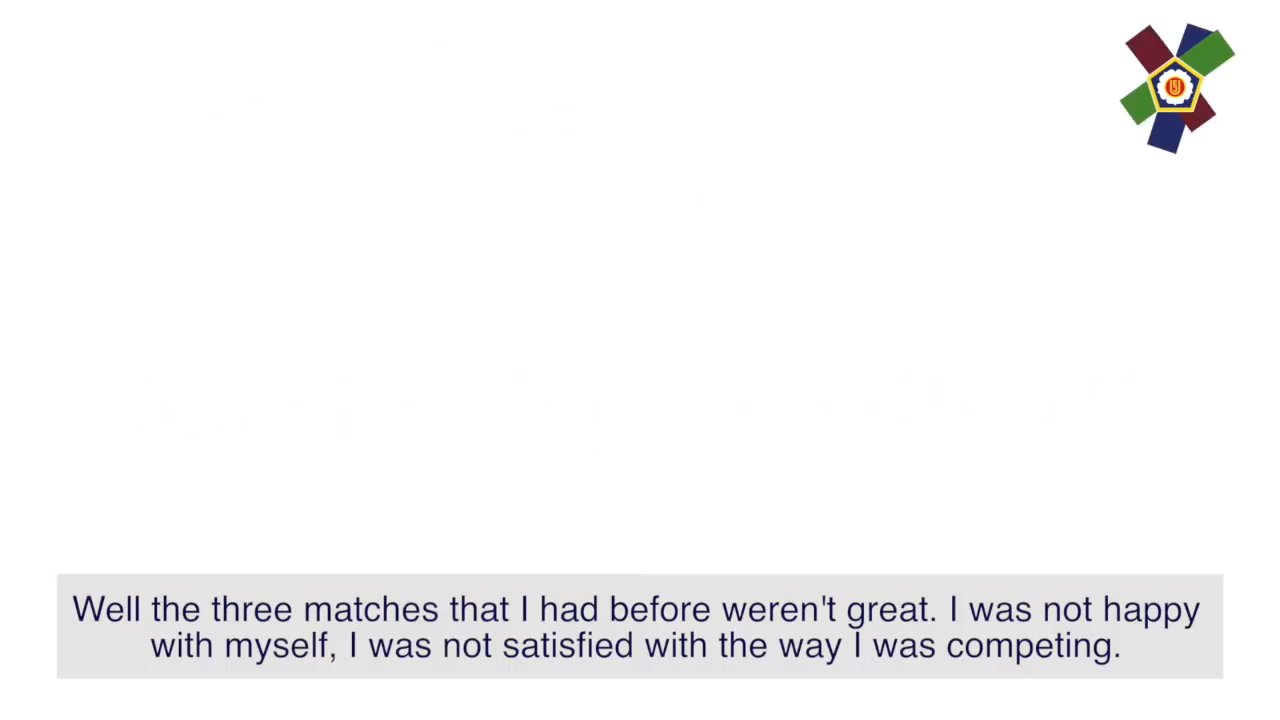 Well the three matches that I had before weren't great. I was not happy
with myself, I was not satisfied with the way I was competing.